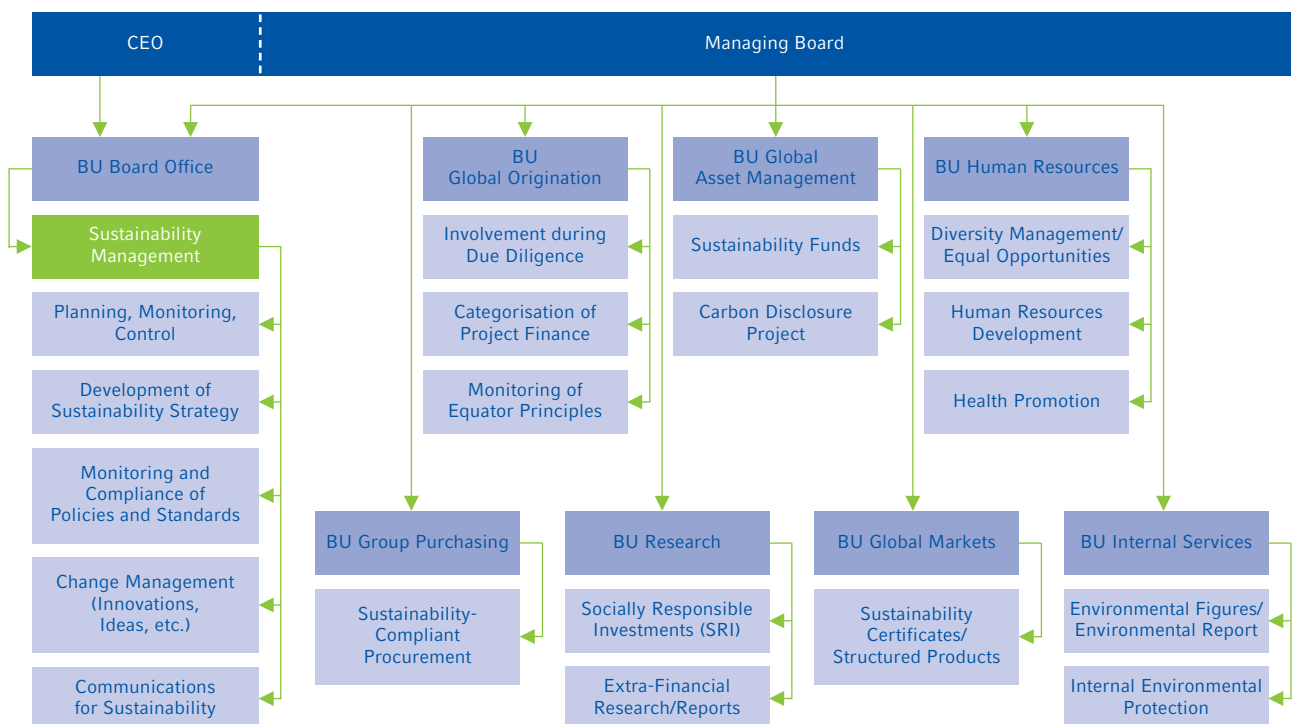 CEO
Managing Board
BU Board Office
BU
Global Origination
BU Global
Asset Management
BU Human Resources
Sustainability
Management
Involvement during
Due Diligence
Sustainability Funds
Diversity Management/
Equal Opportunities
Planning, Monitoring,
Control
Categorisation of
Project Finance
Carbon Disclosure
Project
Human Resources
Development
Development of
Sustainability Strategy
Monitoring of
Equator Principles
Health Promotion
Monitoring and
Compliance of
Policies and Standards
BU Group Purchasing
BU Research
BU Global Markets
BU Internal Services
Change Management
(Innovations,
Ideas, etc.)
Sustainability-
Compliant
Procurement
Socially Responsible
Investments (SRI)
Sustainability
Certificates/
Structured Products
Environmental Figures/
Environmental Report
Communications
for Sustainability
Extra-Financial
Research/Reports
Internal Environmental
Protection